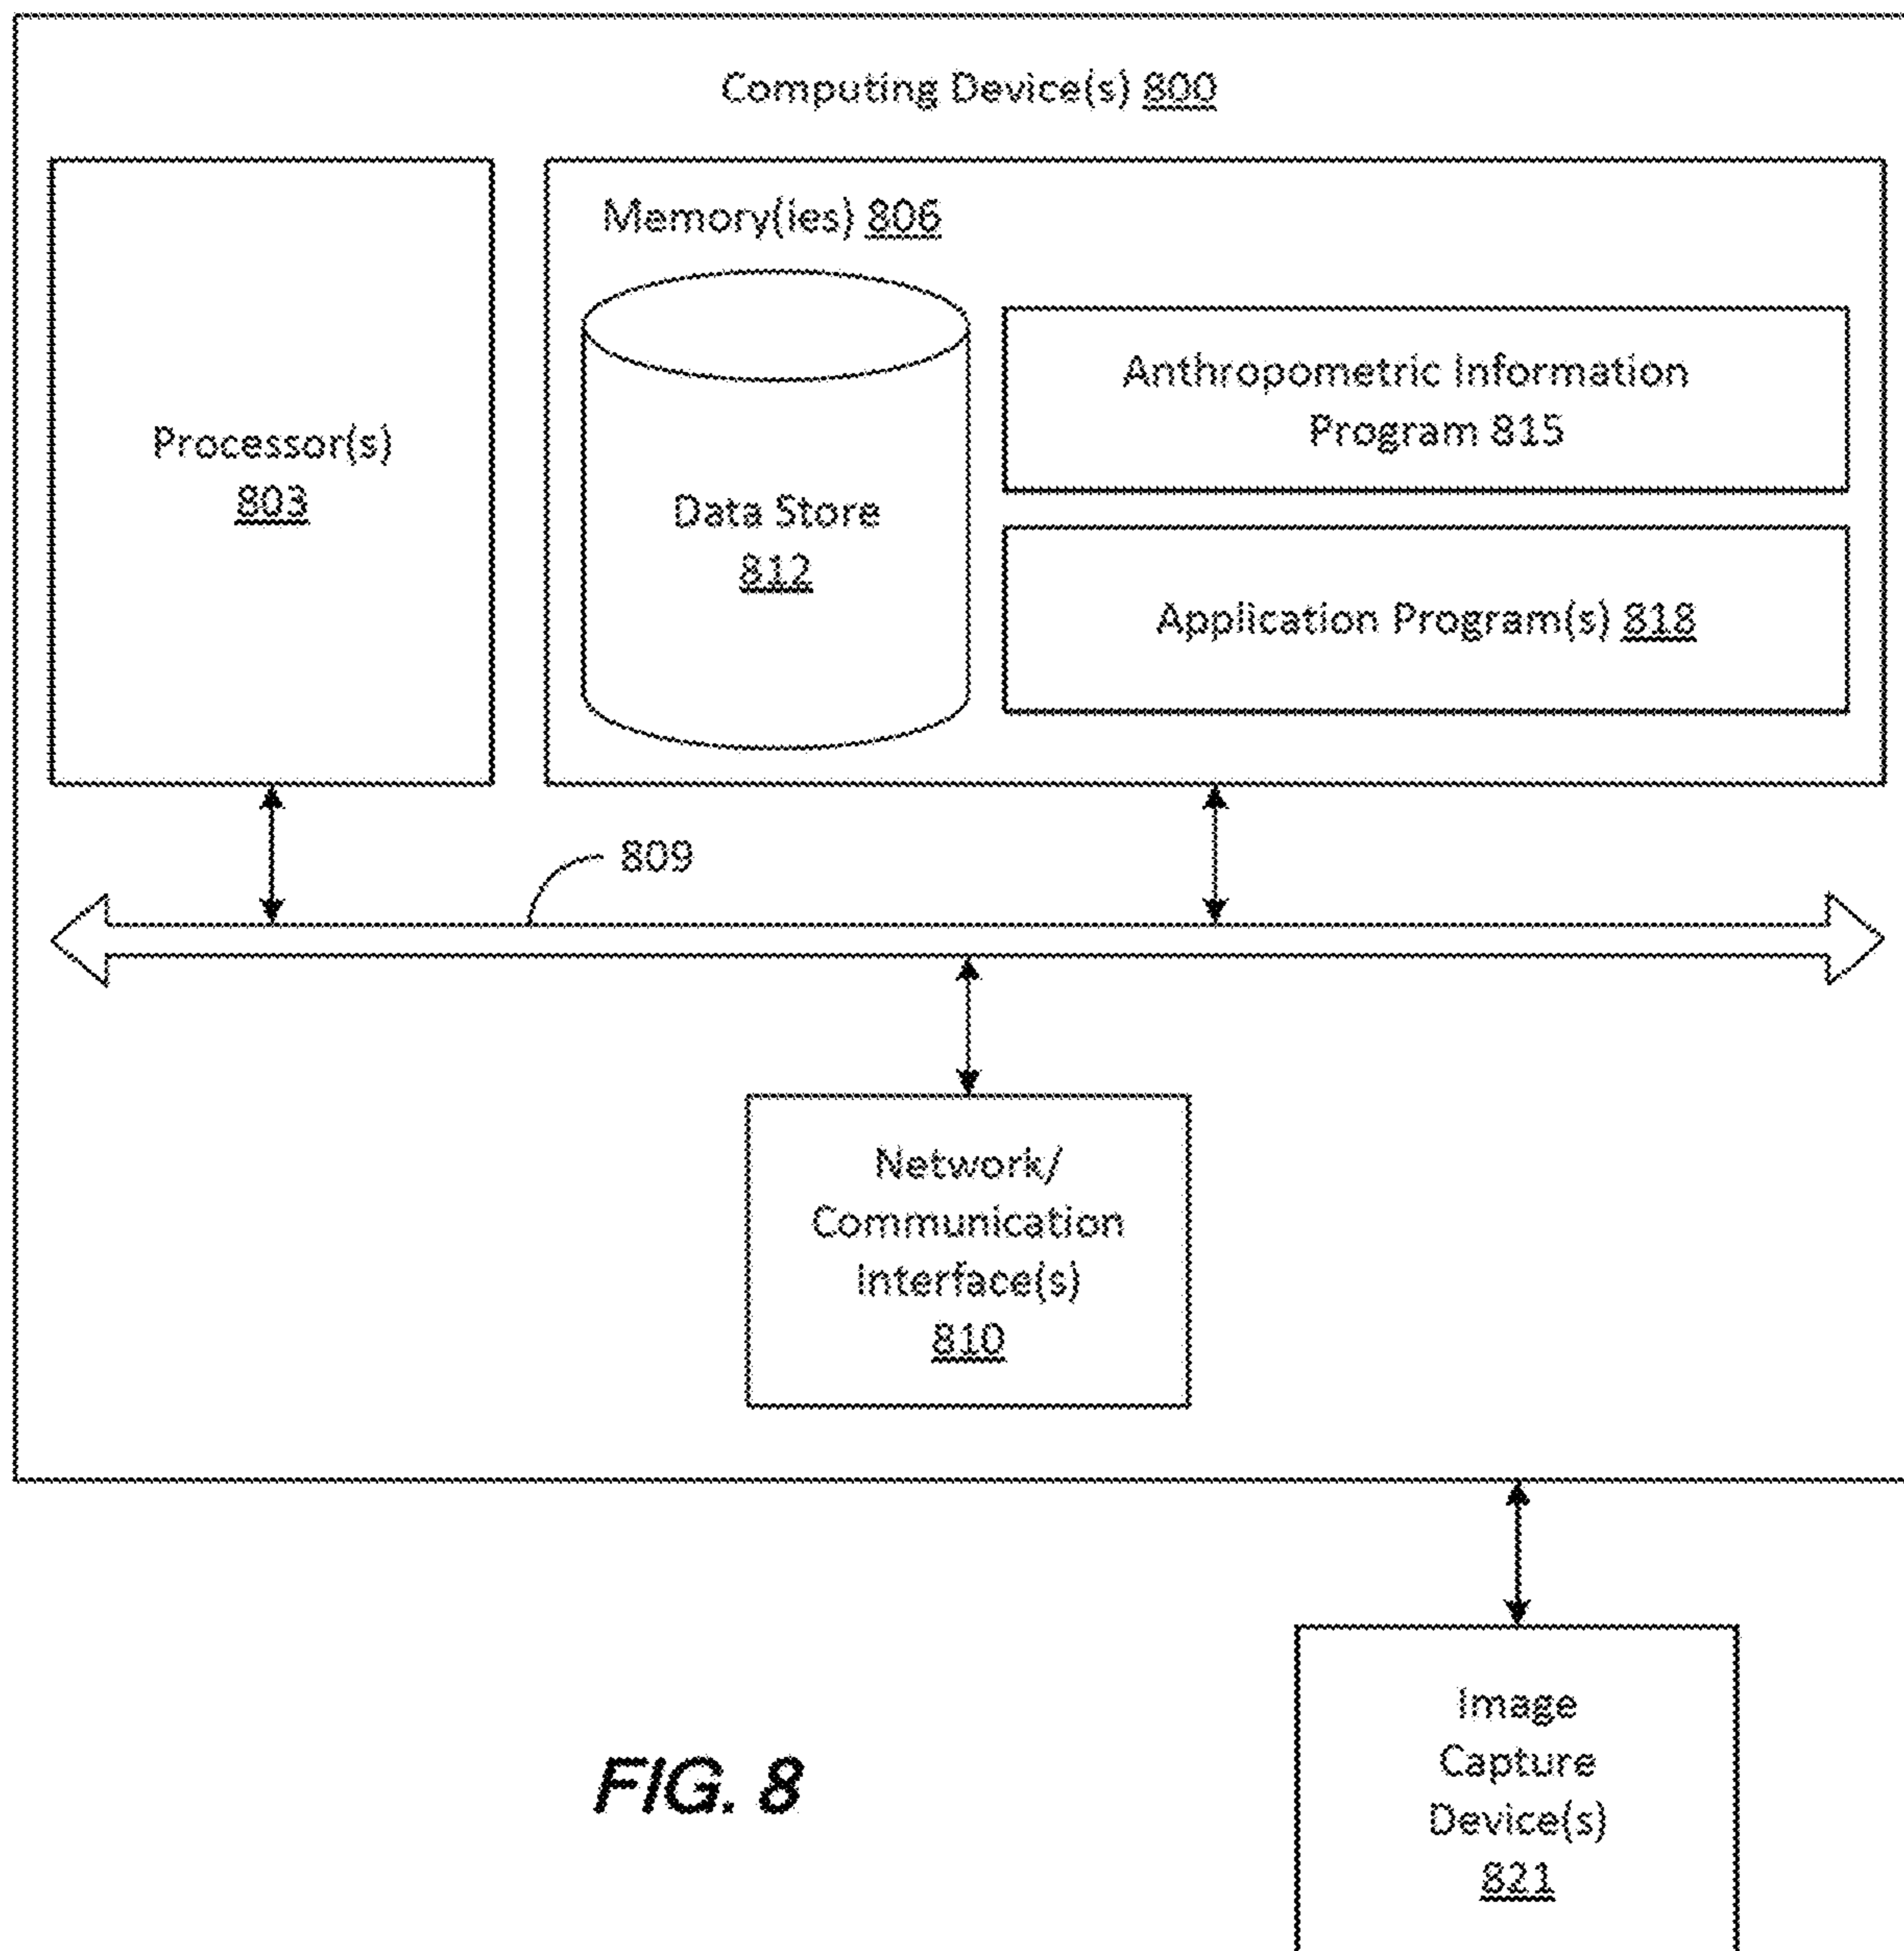 Computing Device(s) 800
Processor(s)
803
Memory(ies) 806
Data Store
812
Anthropometric Information
Program 815
Application Program(s) 818
809
Network/
Communication
Interface(s)
810
Image
Capture
Device(s)
821
FIG. 8